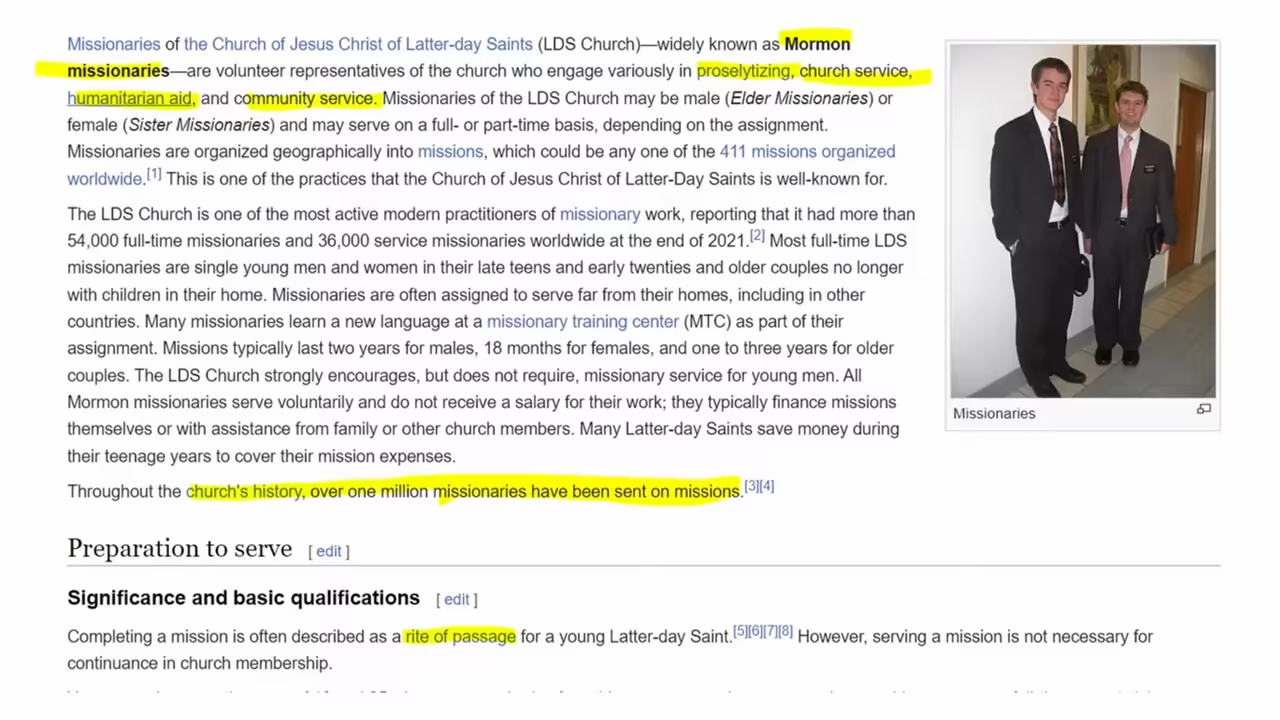 Missionaries of the Church of Jesus Christ of Latter-day Saints (LDS Church)—widely known as Mormon
missionaries—are volunteer representatives of the church who engage variously in proselytizing, church service,
humanitarian aid, and community service. Missionaries of the LDS Church may be male (Elder Missionaries) or
female (Sister Missionaries) and may serve on a full- or part-time basis, depending on the assignment.
Missionaries are organized geographically into missions, which could be any one of the 411 missions organized
worldwide.[1] This is one of the practices that the Church of Jesus Christ of Latter-Day Saints is well-known for.
The LDS Church is one of the most active modern practitioners of missionary work, reporting that it had more than
54,000 full-time missionaries and 36,000 service missionaries worldwide at the end of 2021.[2] Most full-time LDS
missionaries are single young men and women in their late teens and early twenties and older couples no longer
with children in their home. Missionaries are often assigned to serve far from their homes, including in other
countries. Many missionaries learn a new language at a missionary training center (MTC) as part of their
assignment. Missions typically last two years for males, 18 months for females, and one to three years for older
couples. The LDS Church strongly encourages, but does not require, missionary service for young men. All
Mormon missionaries serve voluntarily and do not receive a salary for their work; they typically finance missions
themselves or with assistance from family or other church members. Many Latter-day Saints save money during
their teenage years to cover their mission expenses.
Throughout the church's history, over one million missionaries have been sent on missions.[3][4]
Missionaries
Preparation to serve [ edit ]
Significance and basic qualifications [ edit ]
Completing a mission is often described as a rite of passage for a young Latter-day Saint.[5][6][7][8] However, serving a mission is not necessary for
continuance in church membership.